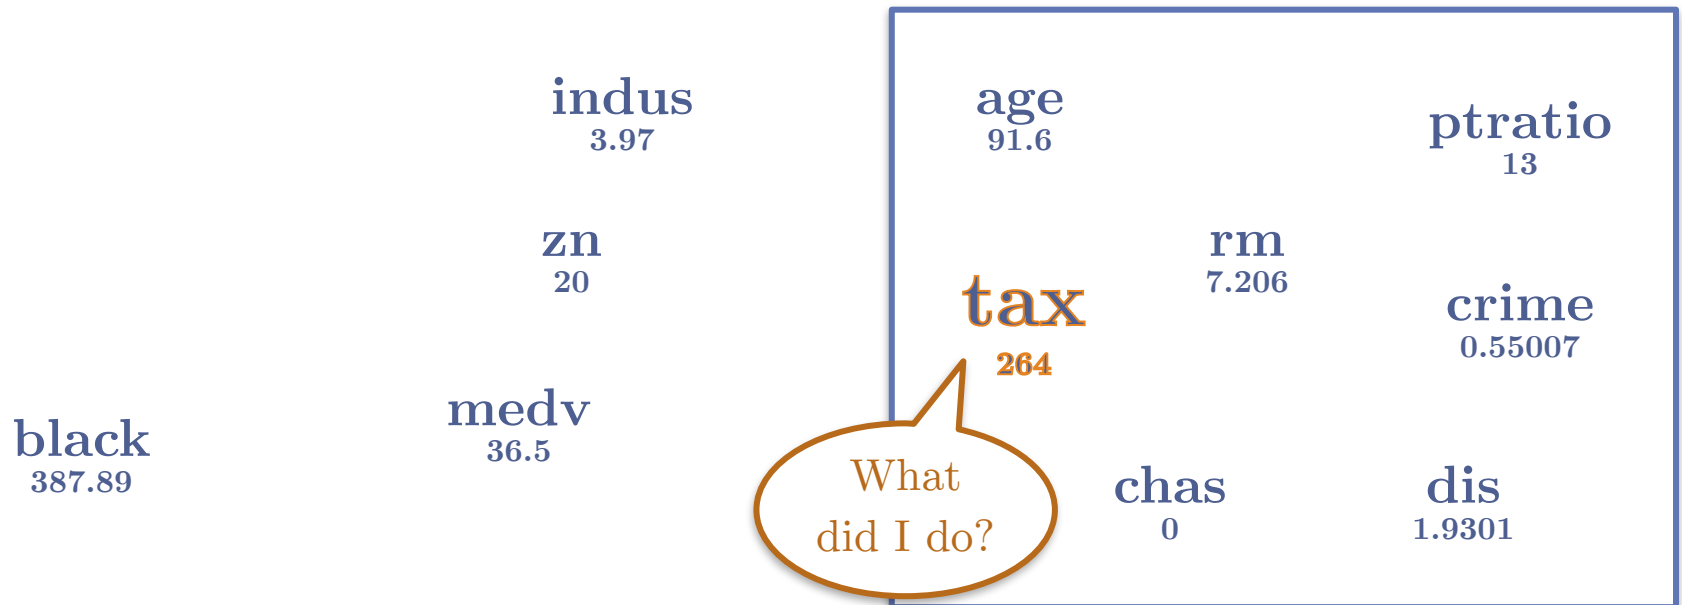 indus
3.97
zn
20
medv
36.5
black
387.89
age
91.6
ptratio
13
rm
7.206
tax
264
crime
0.55007
What
did I do?
chas
0
dis
1.9301